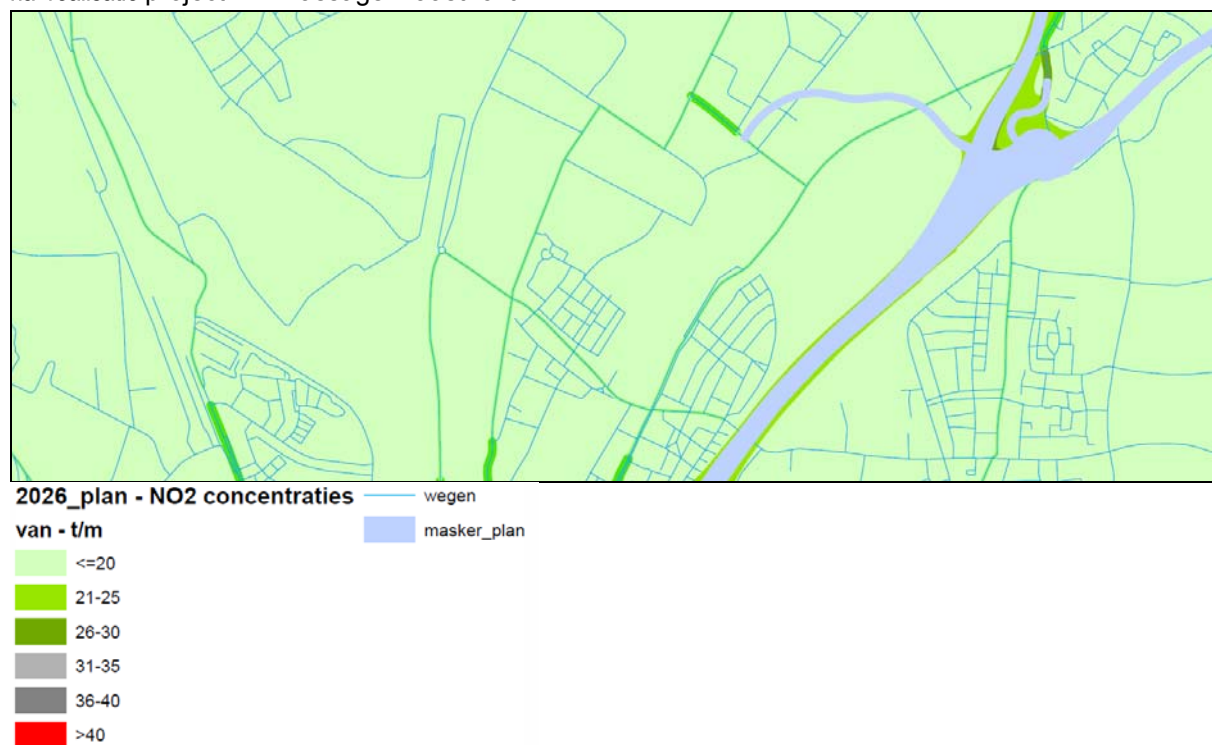 2026_plan - NO2 concentraties
van - t/m
<=20
21-25
26-30
31-35
36-40
>40
wegen
masker_plan